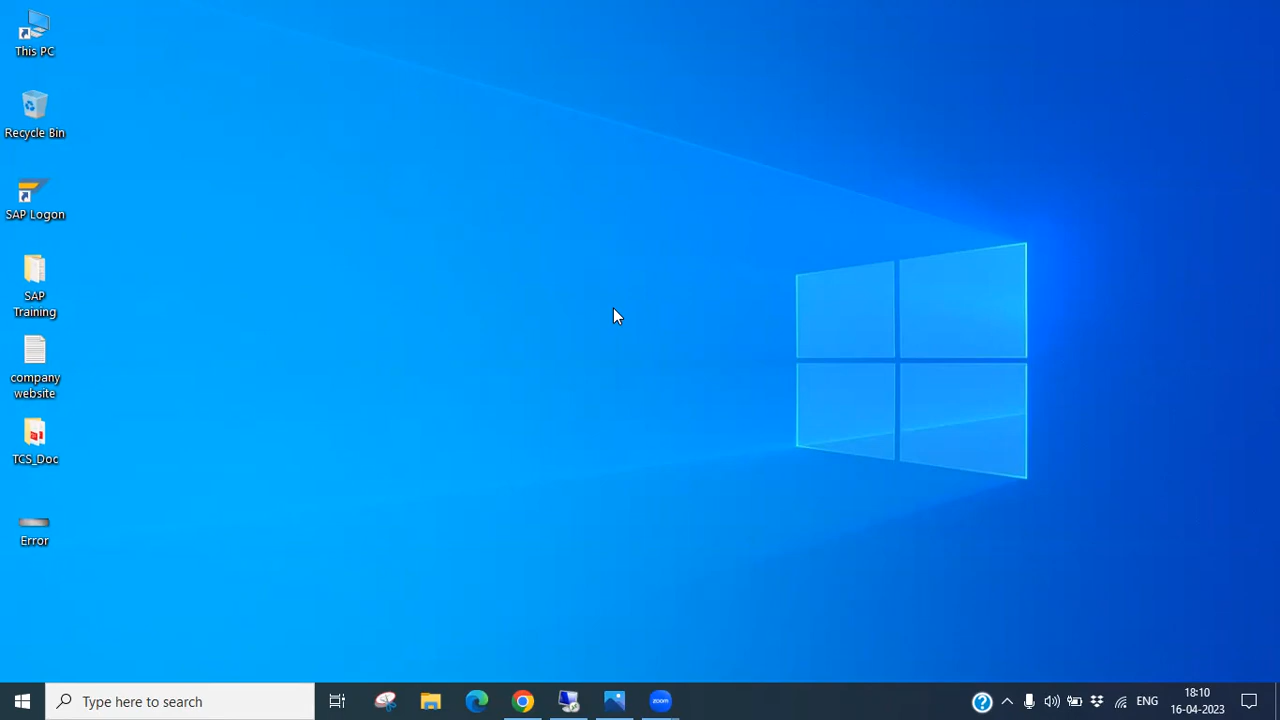 This PC
Recycle Bin
SAP Logon
SAP
Training
company
website
TCS_Doc
Error
Type here to search
zoom
ENG
18:10
16-04-2023